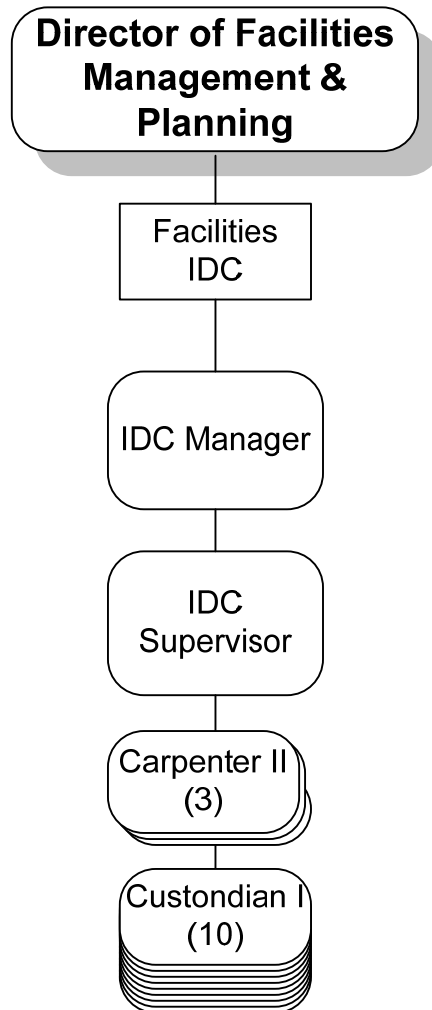 Director of Facilities
Management &
Planning
Facilities
IDC
IDC Manager
IDC
Supervisor
Carpenter II
(3)
Custondian I
(10)